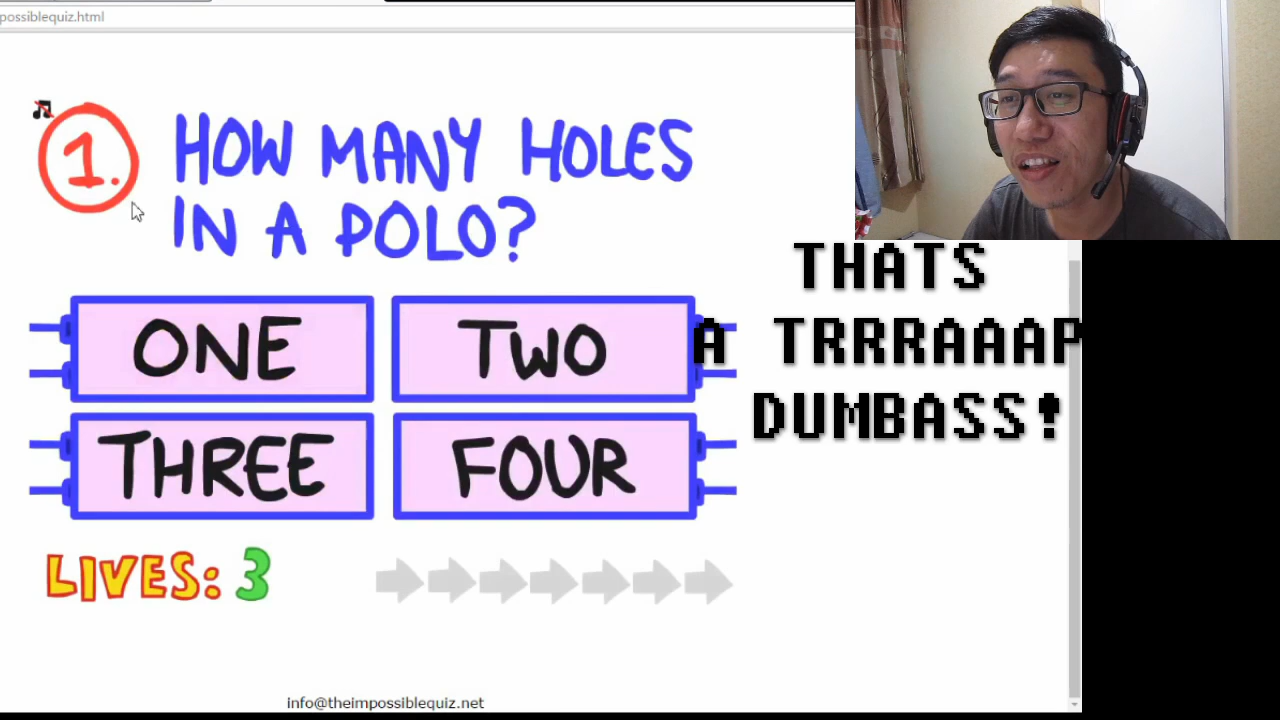 possiblequiz.html
1. HOW MANY HOLES
IN A POLO?
ONE
TWO
THREE
FOUR
LIVES: 3
info@theimpossiblequiz.net
THATS
A TRRRAAAP
DUMBASS!